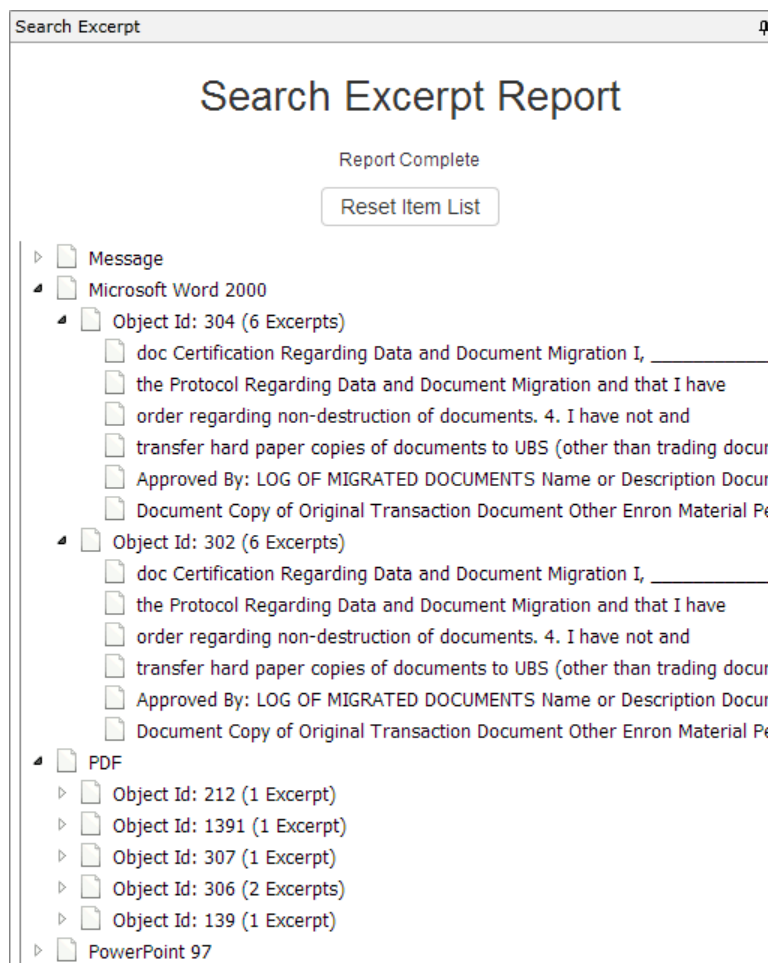 Search Excerpt
Search Excerpt Report
Report Complete
Reset Item List
Message
Microsoft Word 2000
Object Id: 304 (6 Excerpts)
doc Certification Regarding Data and Document Migration I, ____________
the Protocol Regarding Data and Document Migration and that I have
order regarding non-destruction of documents. 4. I have not and
transfer hard paper copies of documents to UBS (other than trading
Approved By: LOG OF MIGRATED DOCUMENTS Name or Description
Document Copy of Original Transaction Document Other Enron Material
Object Id: 302 (6 Excerpts)
doc Certification Regarding Data and Document Migration I, ____________
the Protocol Regarding Data and Document Migration and that I have
order regarding non-destruction of documents. 4. I have not and
transfer hard paper copies of documents to UBS (other than trading
Approved By: LOG OF MIGRATED DOCUMENTS Name or Description
Document Copy of Original Transaction Document Other Enron Material
PDF
Object Id: 212 (1 Excerpt)
Object Id: 1391 (1 Excerpt)
Object Id: 307 (1 Excerpt)
Object Id: 306 (2 Excerpts)
Object Id: 139 (1 Excerpt)
PowerPoint 97